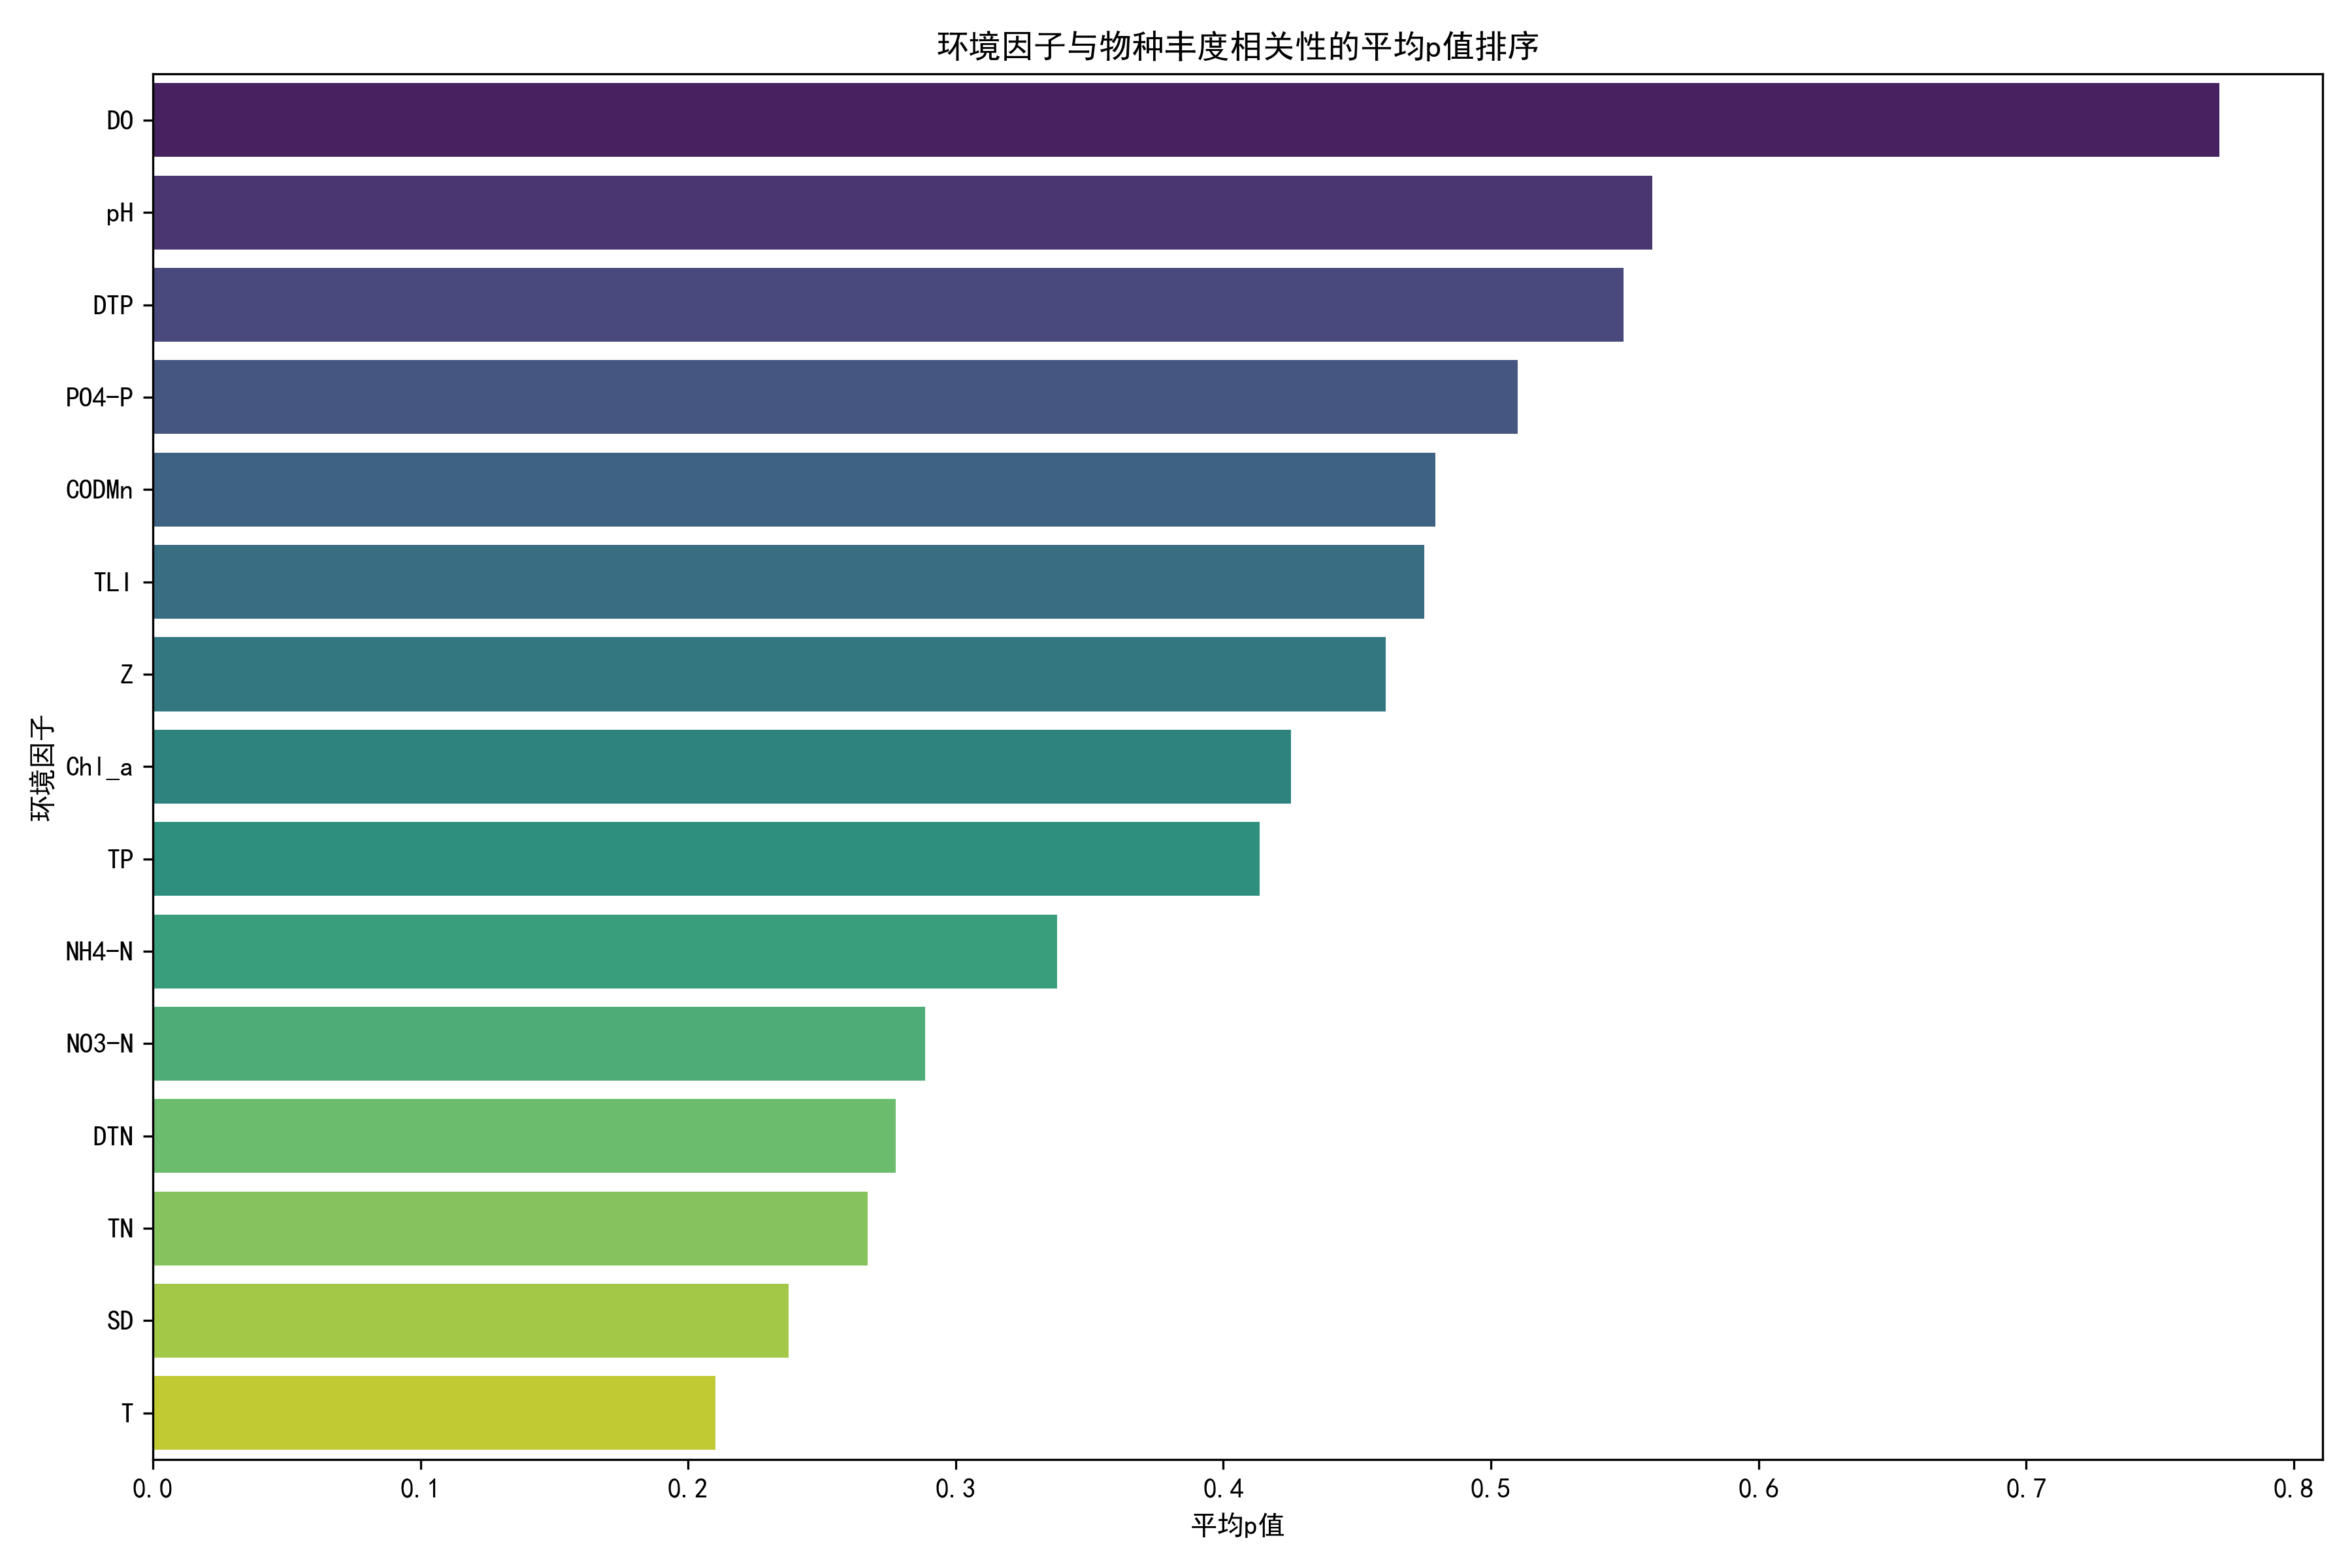 环境因子与物种丰度相关性的平均p值排序
环境因子
DO
pH
DTP
PO4-P
CODMn
TLI
Z
Chl_a
TP
NH4-N
NO3-N
DTN
TN
SD
T
0.0 0.1 0.2 0.3 0.4 0.5 0.6 0.7 0.8
平均p值